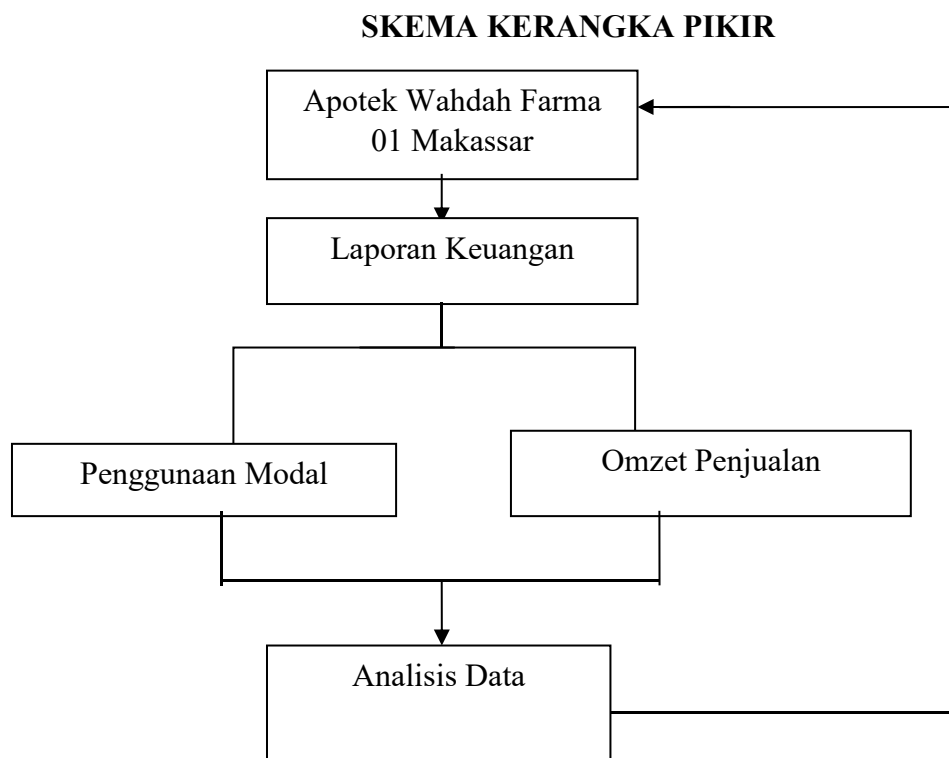 SKEMA KERANGKA PIKIR
Apotek Wahdah Farma
01 Makassar
Laporan Keuangan
Penggunaan Modal
Omzet Penjualan
Analisis Data